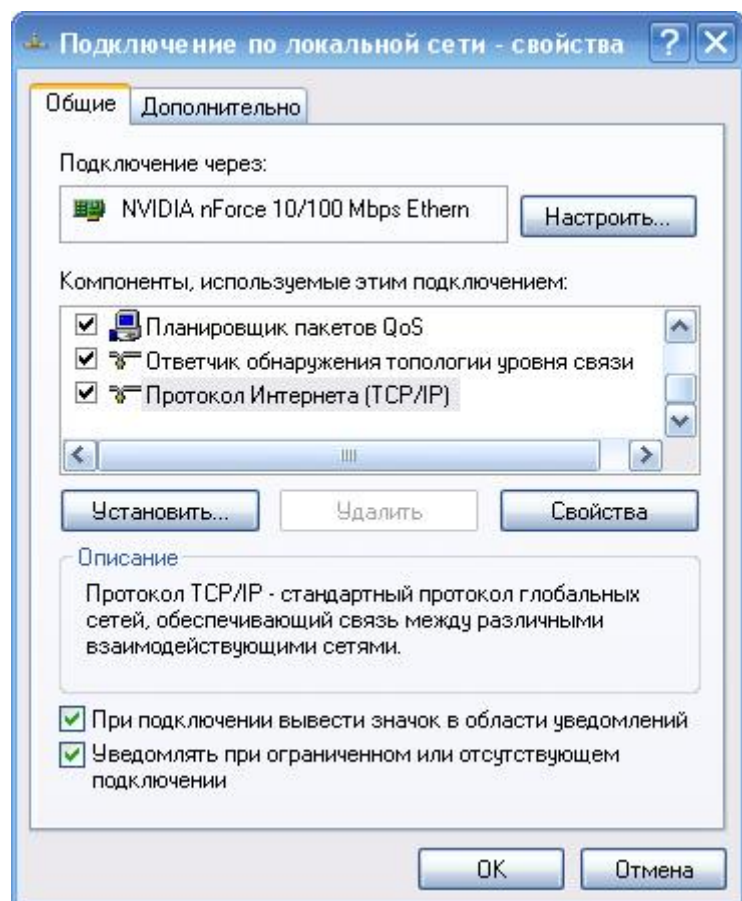 Подключение по локальной сети - свойства
Общие
Дополнительно
Подключение через:
NVIDIA nForce 10/100 Mbps Ethern
Настроить...
Компоненты, используемые этим подключением:
Планировщик пакетов QoS
Ответчик обнаружения топологии уровня связи
Протокол Интернета (TCP/IP)
Установить...
Удалить
Свойства
Описание
Протокол TCP/IP - стандартный протокол глобальных
сетей, обеспечивающий связь между различными
взаимодействующими сетями.
При подключении вывести значок в области уведомлений
Уведомлять при ограниченном или отсутствующем
подключении
OK
Отмена